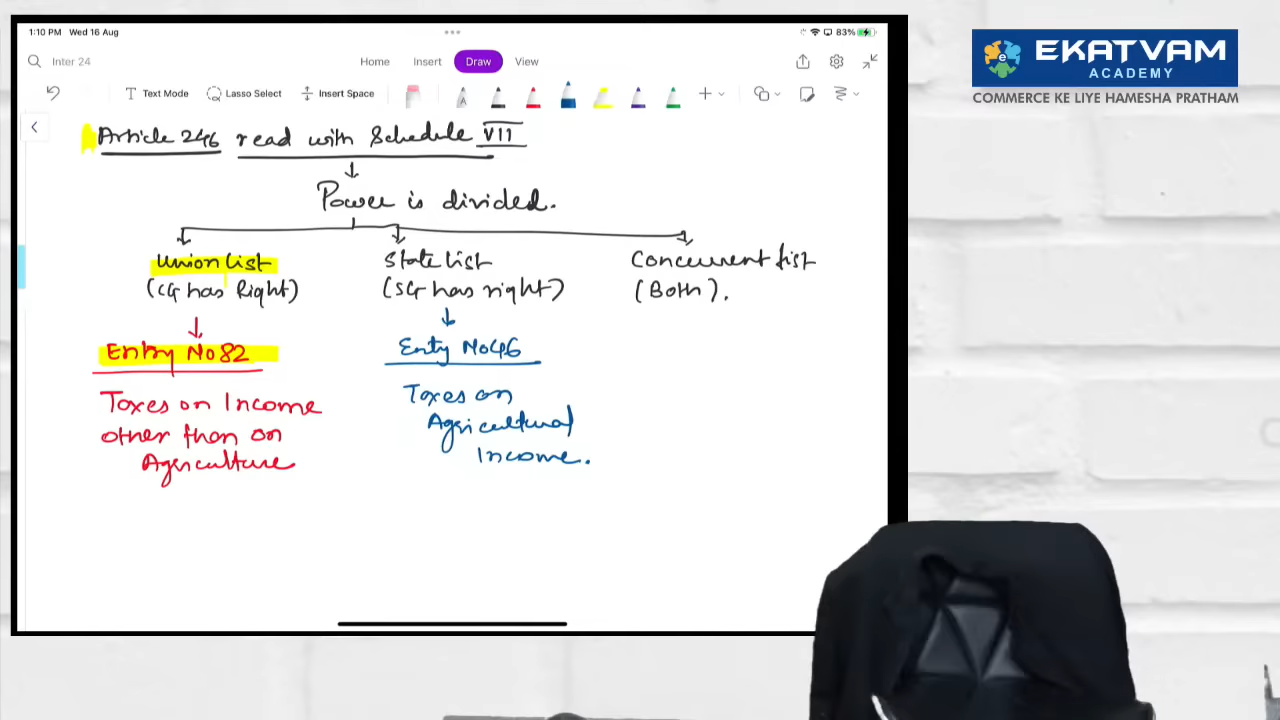 1:10 PM Wed 16 Aug
83%
Inter 24
Home Insert Draw View
Text Mode Lasso Select Insert Space
EKATVAM
ACADEMY
COMMERCE KE LIYE HAMESHA PRATHAM
Article 246 read with Schedule VII
Power is divided.
Union List State List Concurrent list
(CG has Right) (SG has right) (Both).
Entry No 82 Enty No 46
Taxes on Income
other than on
Agriculture
Taxes on
Agricultural
Income.